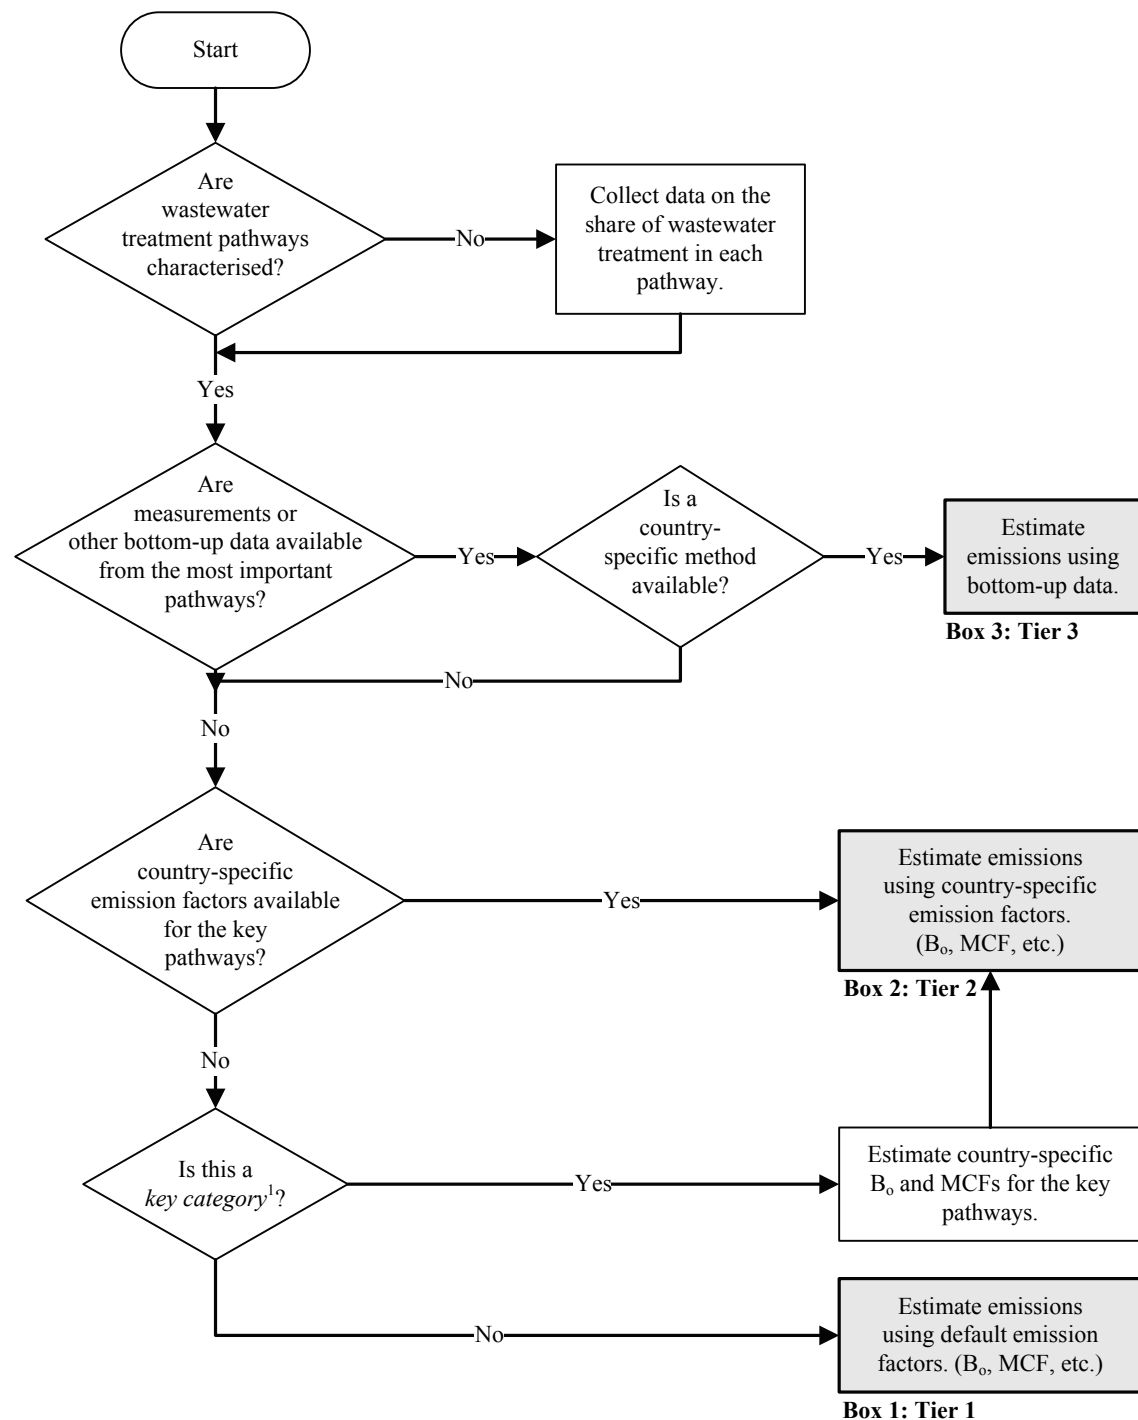 Start
Are
wastewater
treatment pathways
characterised?
No
Collect data on the
share of wastewater
treatment in each
pathway.
Yes
Are
measurements or
other bottom-up data available
from the most important
pathways?
Yes
Is a
country-
specific method
available?
Yes
Estimate
emissions using
bottom-up data.
Box 3: Tier 3
No
No
Are
country-specific
emission factors available
for the key
pathways?
Yes
Estimate emissions
using country-specific
emission factors.
(Bₒ, MCF, etc.)
Box 2: Tier 2
No
Is this a
key category¹?
Yes
Estimate country-specific
Bₒ and MCFs for the key
pathways.
No
Estimate emissions
using default emission
factors. (Bₒ, MCF, etc.)
Box 1: Tier 1